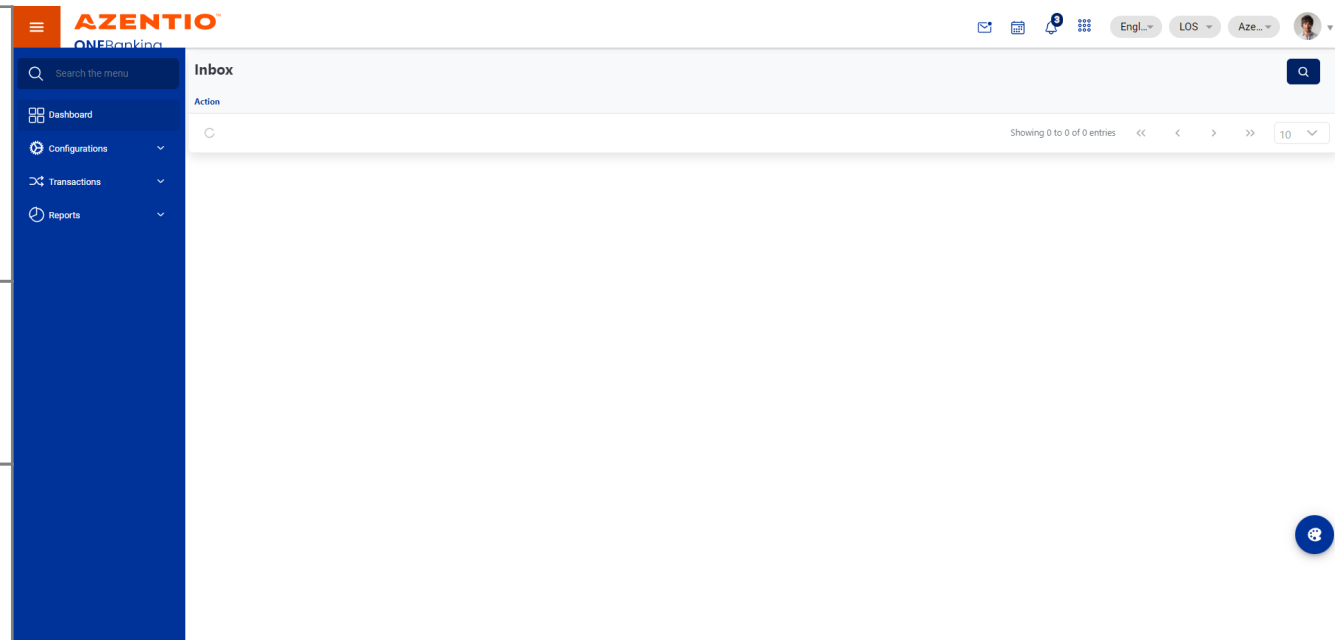 AZENTIO™
ONEBanking
3
Engl...
LOS
Aze...
Search the menu
Inbox
Action
Dashboard
Showing 0 to 0 of 0 entries
10
Configurations
Transactions
Reports